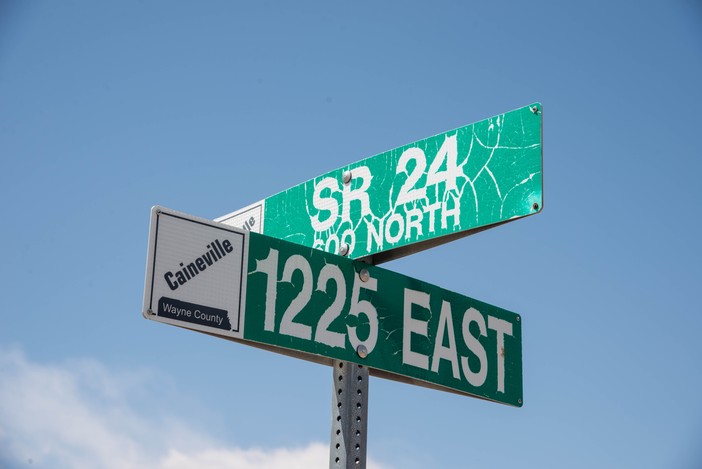 SR 24
600 NORTH
Caineville
Wayne County
1225 EAST